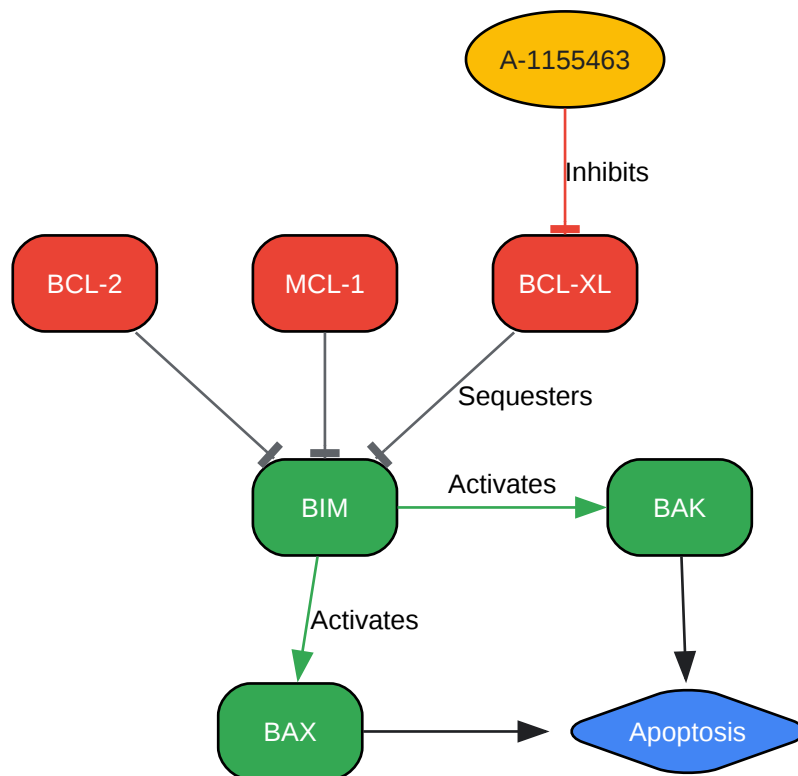 A-1155463
Inhibits
BCL-2
MCL-1
BCL-XL
Sequesters
Activates
BIM
BAK
Activates
BAX
Apoptosis